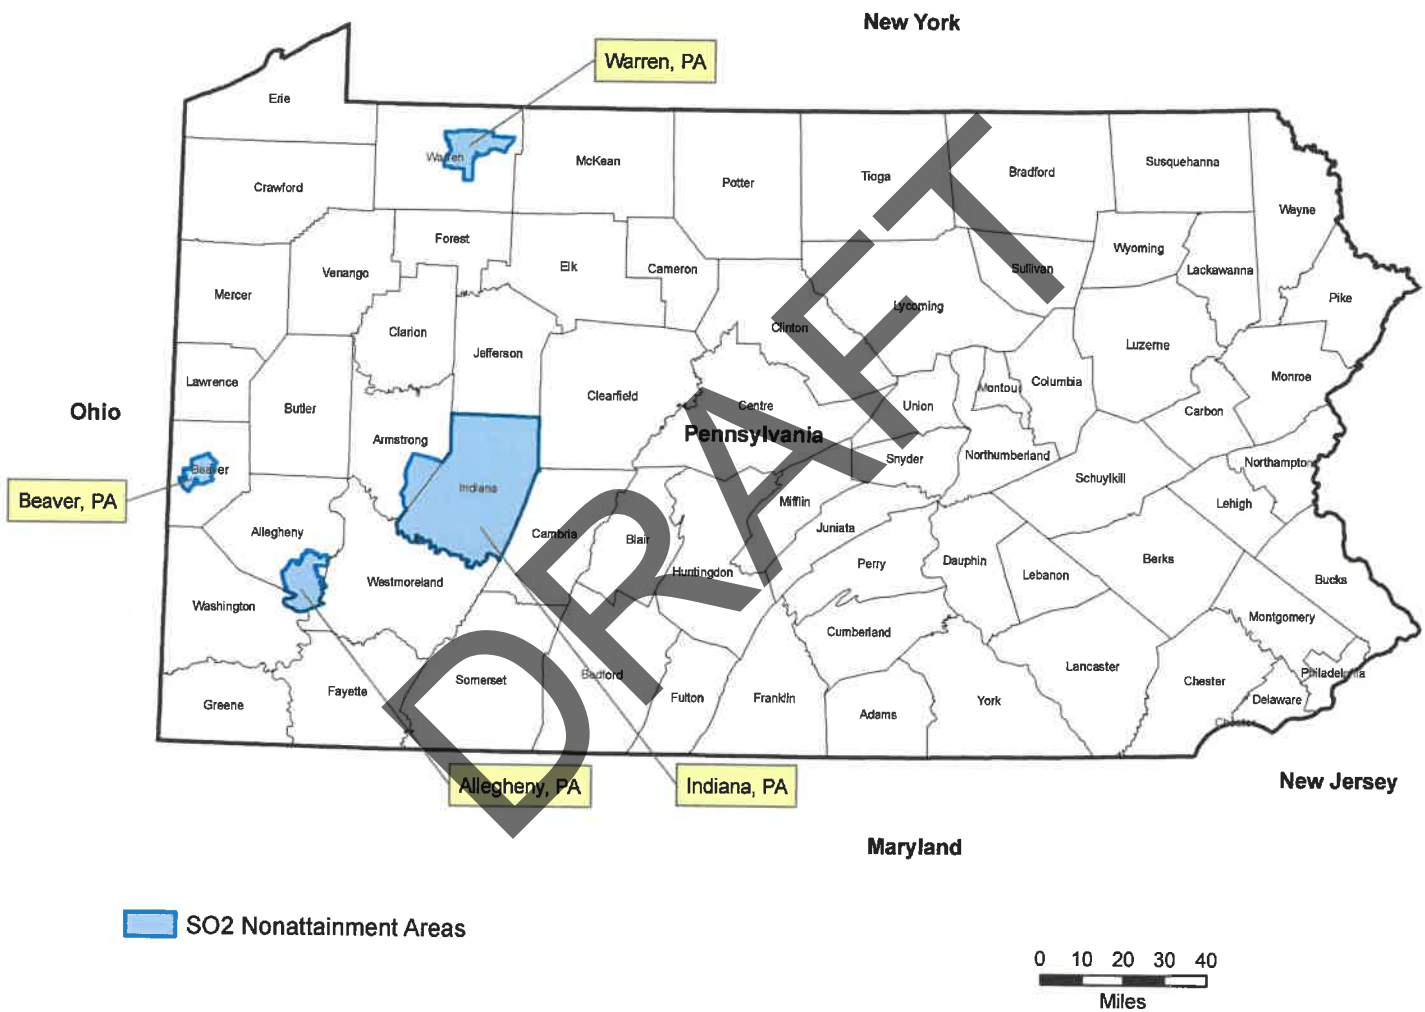 New York
Warren, PA
Erie
Warren
McKean
Potter
Tioga
Bradford
Susquehanna
Wayne
Crawford
Forest
Elk
Cameron
Venango
Mercer
Sullivan
Wyoming
Lackawanna
Pike
Lycoming
Clinton
Clarion
Jefferson
Luzerne
Lawrence
Butler
Clearfield
Centre
Union
Montour
Columbia
Monroe
Carbon
Ohio
Pennsylvania
Armstrong
Snyder
Northumberland
Northampton
Beaver
Indiana
Schuylkill
Lehigh
Beaver, PA
Mifflin
Juniata
Allegheny
Cambria
Blair
Huntingdon
Perry
Dauphin
Lebanon
Berks
Bucks
Westmoreland
Washington
Montgomery
Cumberland
Lancaster
Philadelphia
Greene
Fayette
Somerset
Bedford
Fulton
Franklin
Adams
York
Chester
Delaware
DRAFT
Allegheny, PA
Indiana, PA
New Jersey
Maryland
SO2 Nonattainment Areas
0 10 20 30 40
Miles